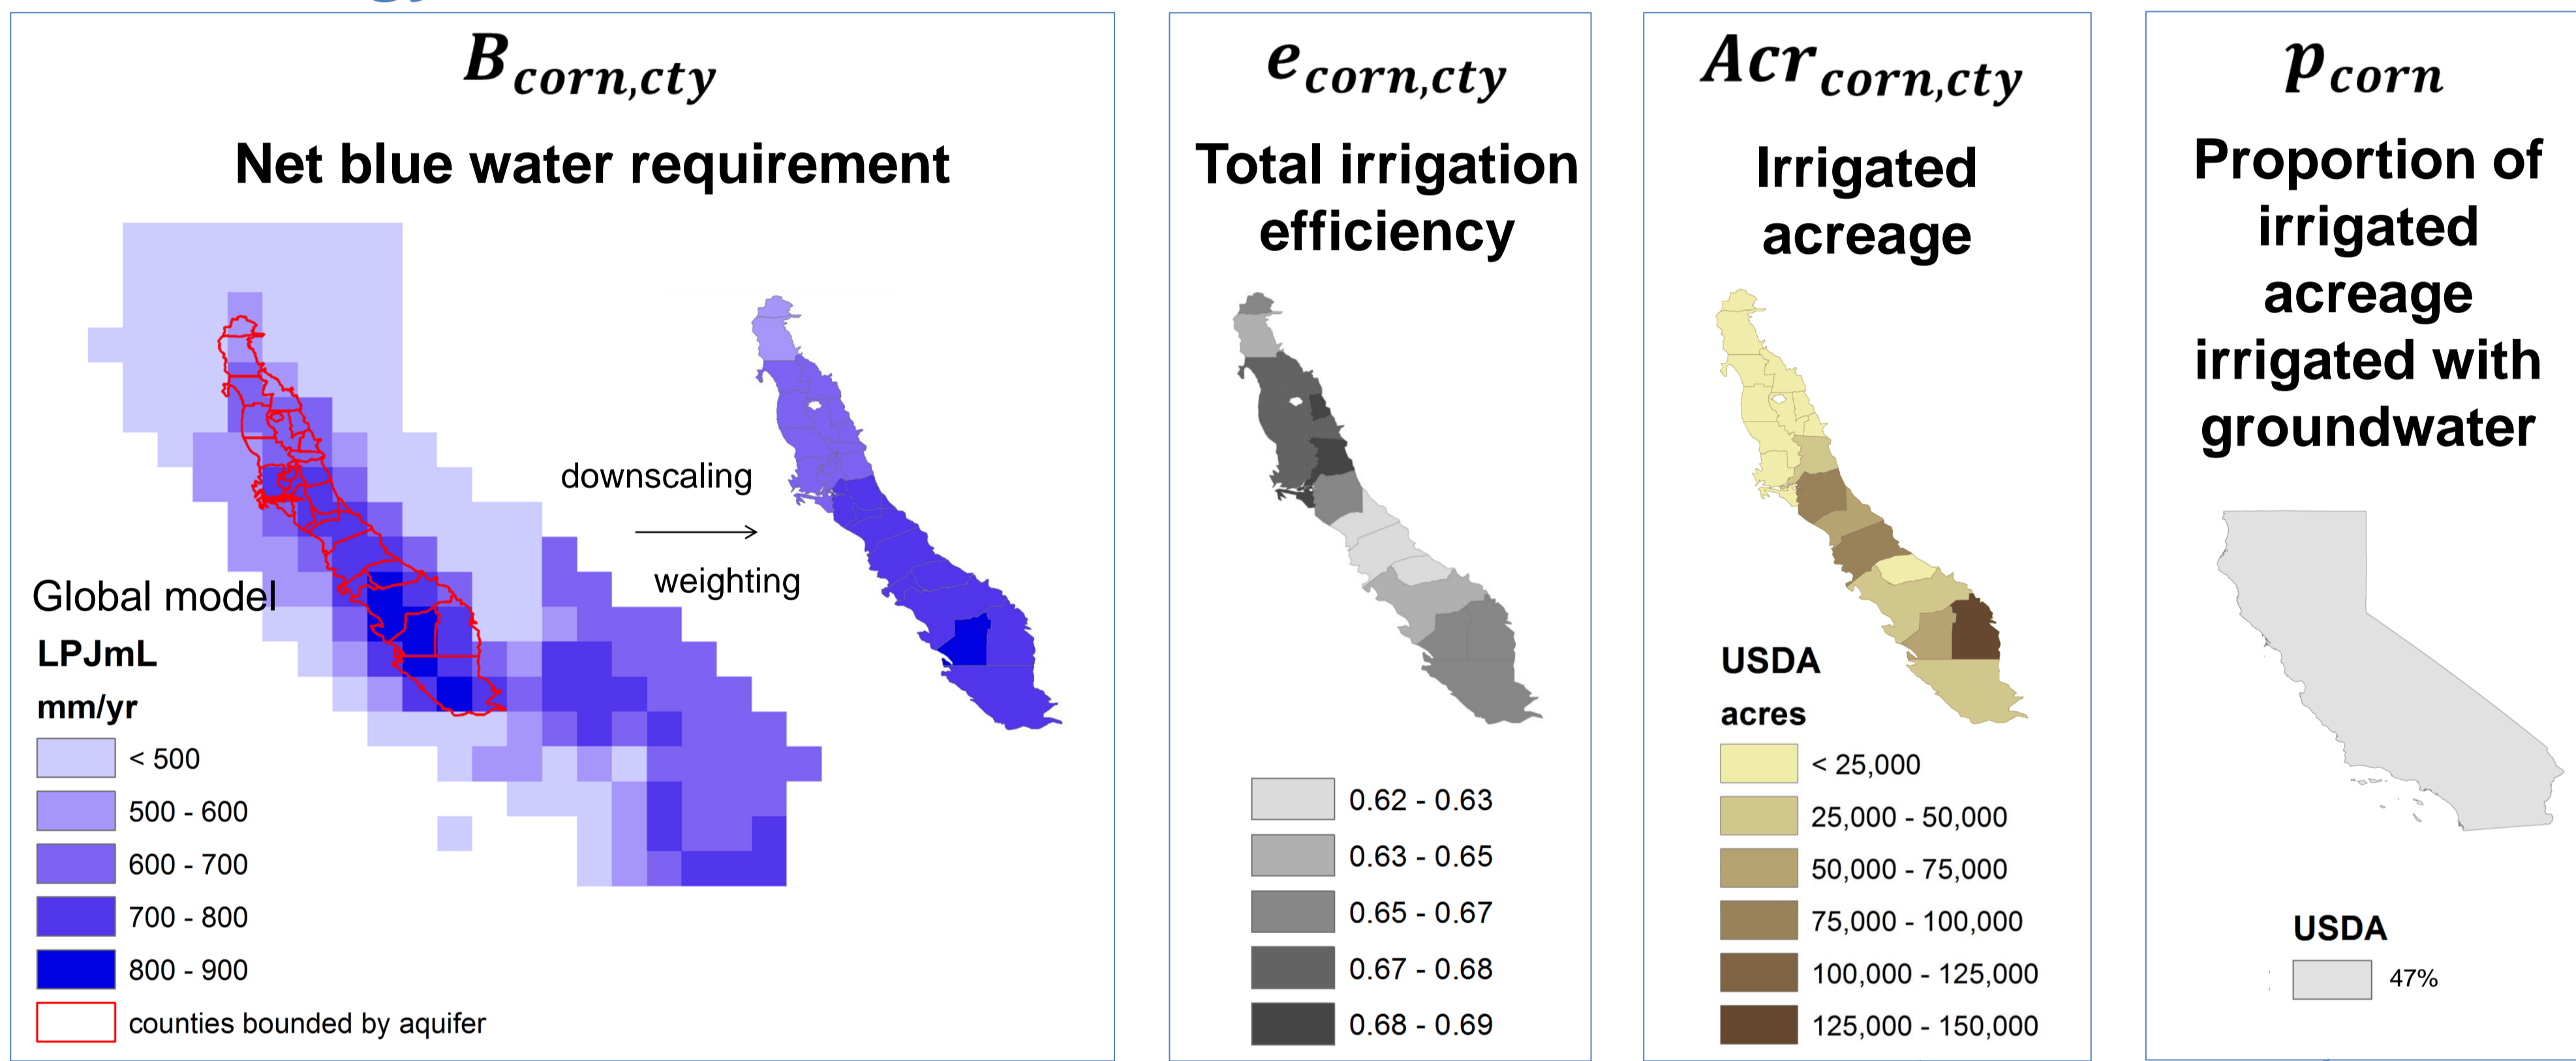 B corn,cty
Net blue water requirement
downscaling
weighting
Global model
LPJmL
mm/yr
< 500
500 - 600
600 - 700
700 - 800
800 - 900
counties bounded by aquifer
e corn,cty
Total irrigation
efficiency
0.62 - 0.63
0.63 - 0.65
0.65 - 0.67
0.67 - 0.68
0.68 - 0.69
Acr corn,cty
Irrigated
acreage
USDA
acres
< 25,000
25,000 - 50,000
50,000 - 75,000
75,000 - 100,000
100,000 - 125,000
125,000 - 150,000
p corn
Proportion of
irrigated
acreage
irrigated with
groundwater
USDA
47%